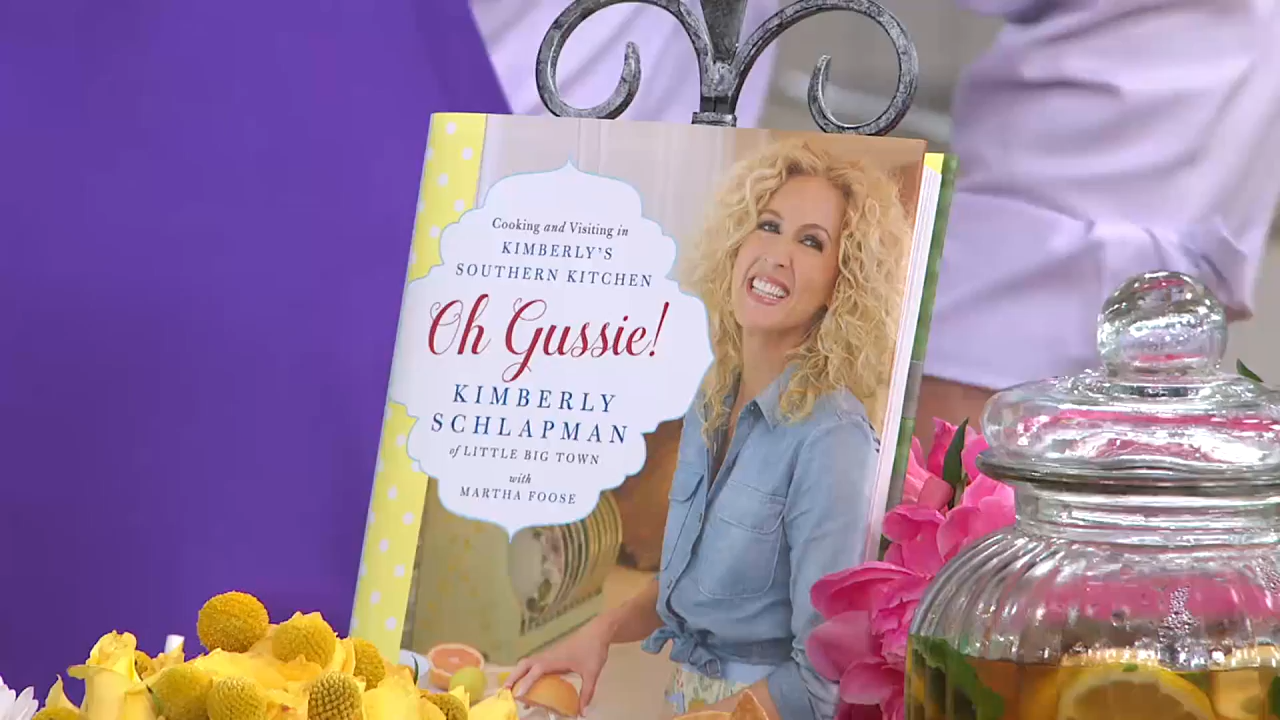 Cooking and Visiting in
KIMBERLY'S
SOUTHERN KITCHEN
Oh Gussie!
KIMBERLY
SCHLAPMAN
of LITTLE BIG TOWN
with
MARTHA FOOSE